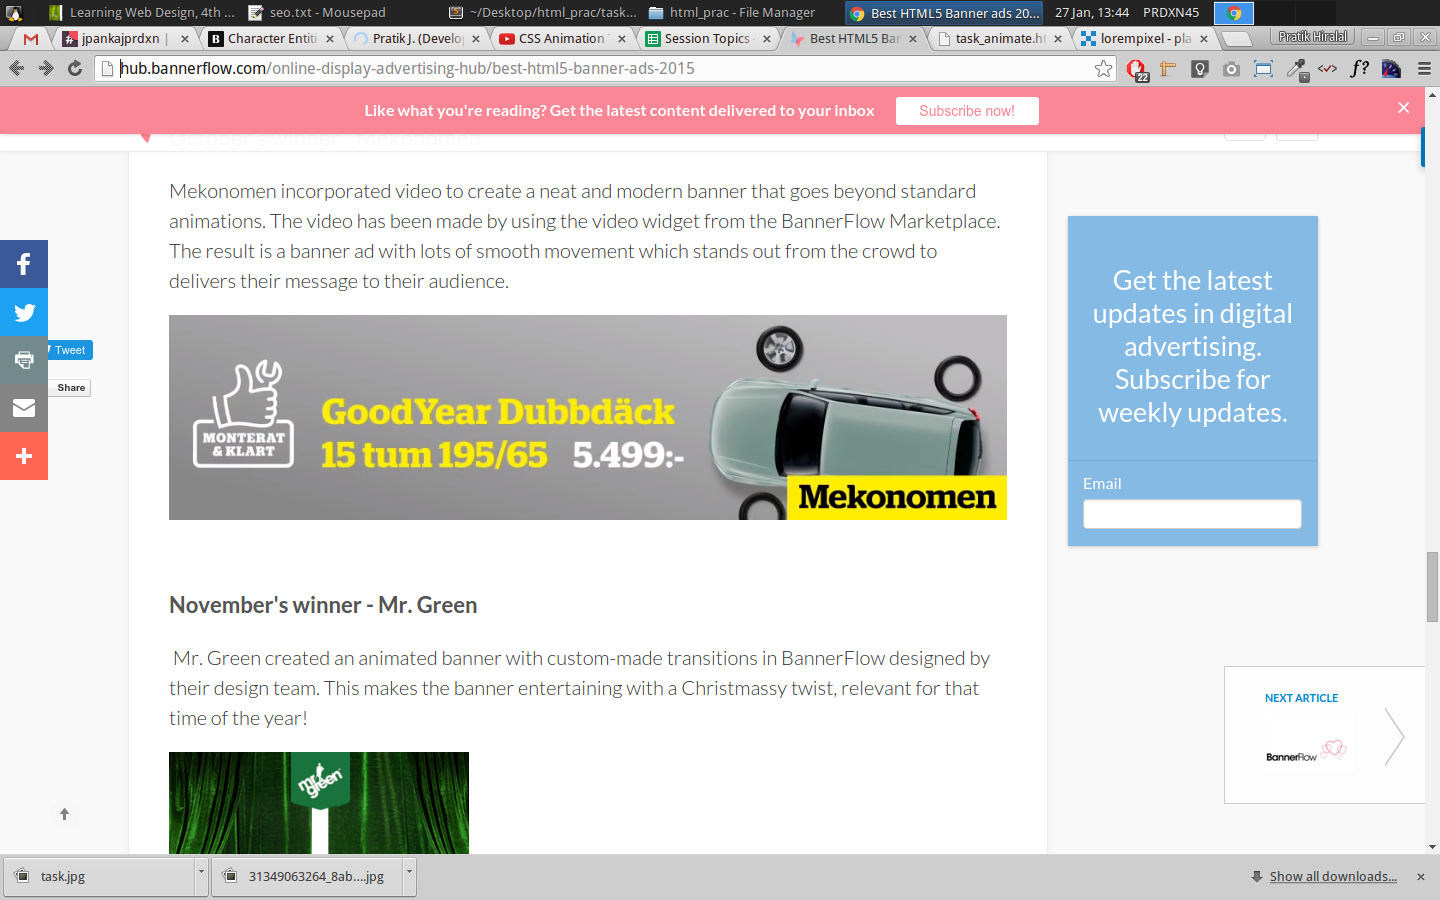 Learning Web Design, 4th ...
seo.txt - Mousepad
~/Desktop/html_prac/task...
html_prac - File Manager
Best HTML5 Banner ads 20...
27 Jan, 13:44
PRDXN45
jpankajprdxn |
Character Entiti
Pratik J. (Develop
CSS Animation
Session Topics -
Best HTML5 Ban
task_animate.ht
lorempixel - pla
Pratik Hiralal
hub.bannerflow.com/online-display-advertising-hub/best-html5-banner-ads-2015
22
f?
Like what you're reading? Get the latest content delivered to your inbox
Subscribe now!
October's winner - Mekonomen
Mekonomen incorporated video to create a neat and modern banner that goes beyond standard
animations. The video has been made by using the video widget from the BannerFlow Marketplace.
The result is a banner ad with lots of smooth movement which stands out from the crowd to
delivers their message to their audience.
Tweet
Share
MONTERAT
& KLART
GoodYear Dubbdäck
15 tum 195/65 5.499:-
Mekonomen
Get the latest
updates in digital
advertising.
Subscribe for
weekly updates.
Email
November's winner - Mr. Green
Mr. Green created an animated banner with custom-made transitions in BannerFlow designed by
their design team. This makes the banner entertaining with a Christmassy twist, relevant for that
time of the year!
mr.
green
NEXT ARTICLE
BannerFlow
task.jpg
31349063264_8ab....jpg
Show all downloads...